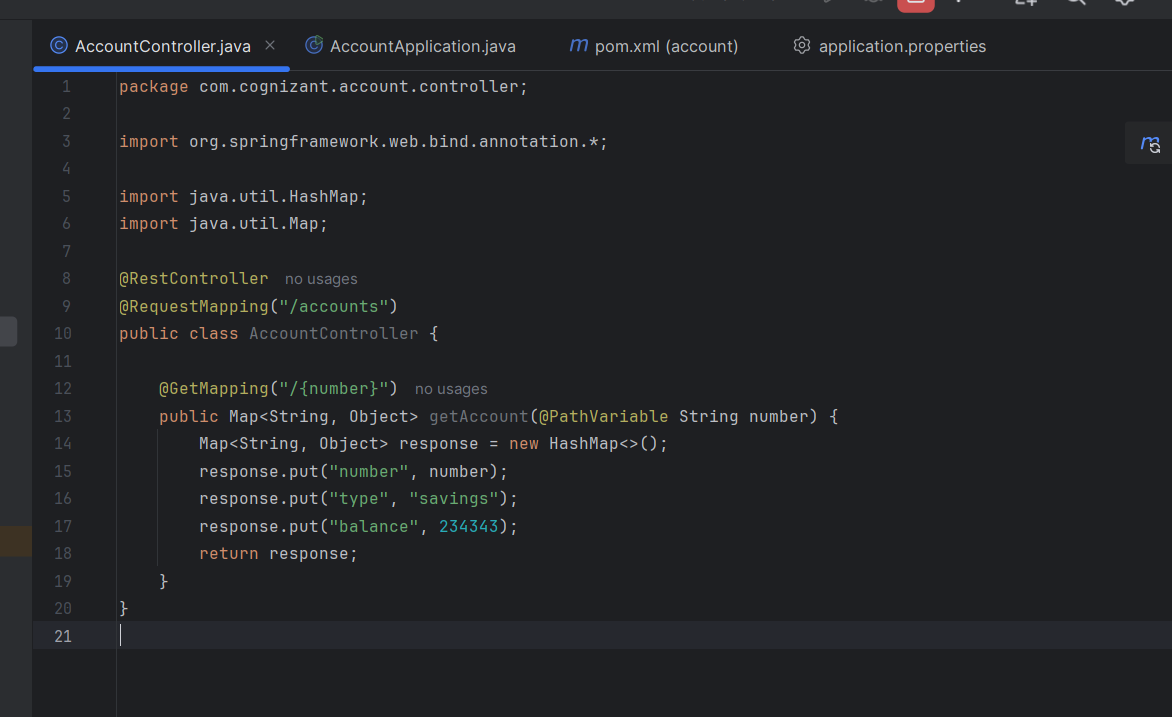 AccountController.java AccountApplication.java pom.xml (account) application.properties
1 package com.cognizant.account.controller;
2
3 import org.springframework.web.bind.annotation.*;
4
5 import java.util.HashMap;
6 import java.util.Map;
7
8 @RestController no usages
9 @RequestMapping("/accounts")
10 public class AccountController {
11
12     @GetMapping("/{number}") no usages
13     public Map<String, Object> getAccount(@PathVariable String number) {
14         Map<String, Object> response = new HashMap<>();
15         response.put("number", number);
16         response.put("type", "savings");
17         response.put("balance", 234343);
18         return response;
19     }
20 }
21